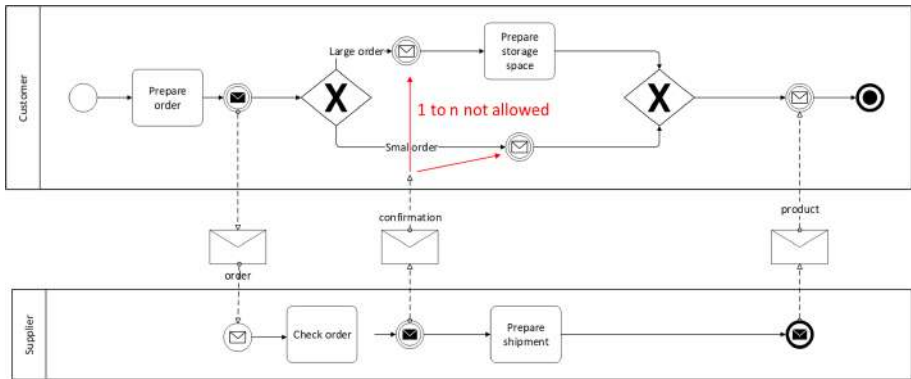 Customer
Prepare
order
Large order
Prepare
storage
space
X
X
1 to n not allowed
Small order
order
confirmation
product
Supplier
Check order
Prepare
shipment